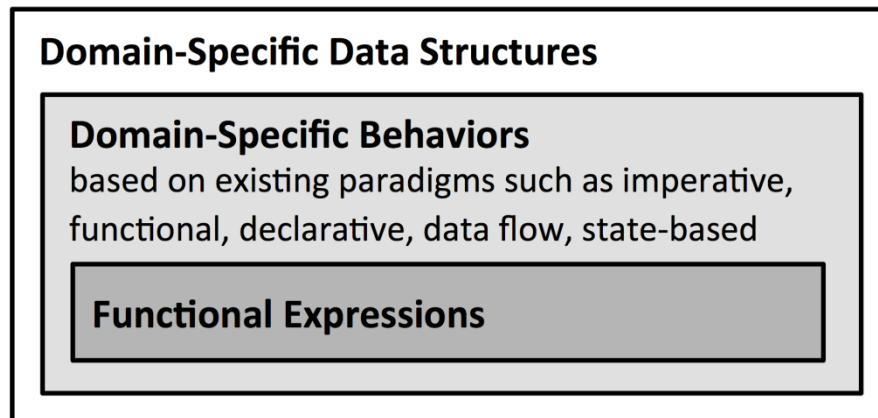 Domain-Specific Data Structures
Domain-Specific Behaviors
based on existing paradigms such as imperative,
functional, declarative, data flow, state-based
Functional Expressions